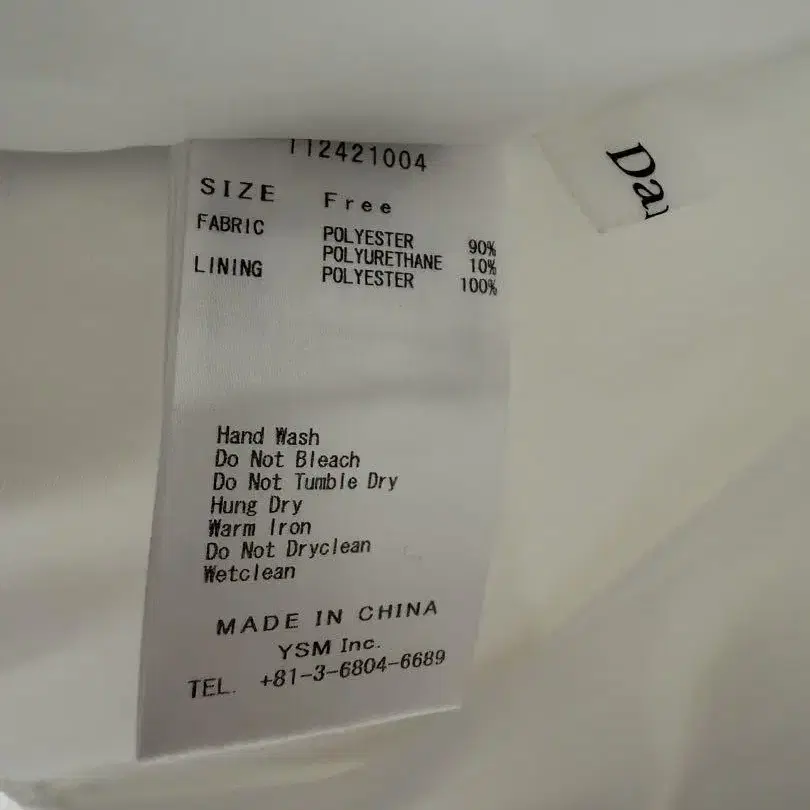 112421004
SIZE Free
FABRIC POLYESTER 90%
POLYURETHANE 10%
LINING POLYESTER 100%
Hand Wash
Do Not Bleach
Do Not Tumble Dry
Hung Dry
Warm Iron
Do Not Dryclean
Wetclean
MADE IN CHINA
YSM Inc.
TEL. +81-3-6804-6689